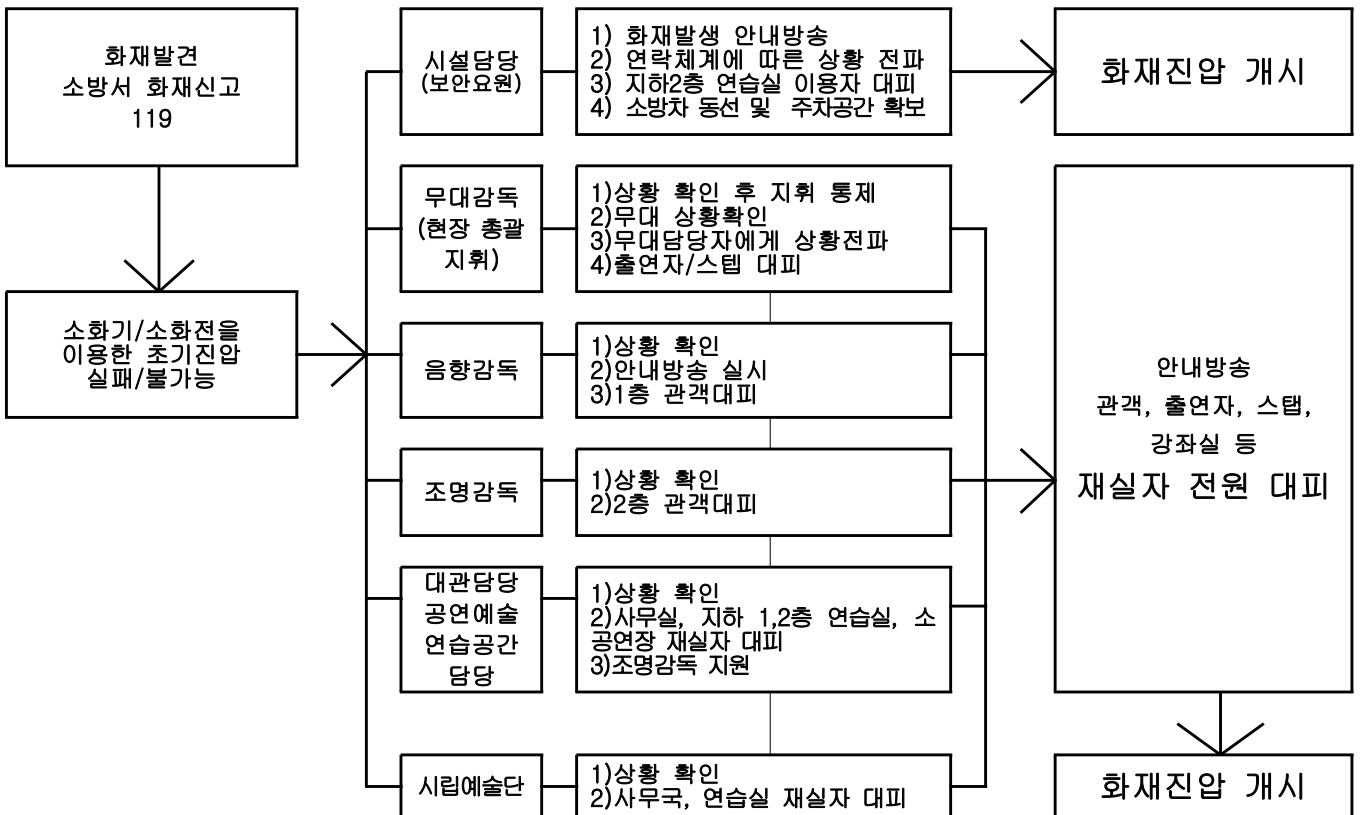 화재발견
소방서 화재신고
119
소화기/소화전을
이용한 초기진압
실패/불가능
시설담당
(보안요원)
1) 화재발생 안내방송
2) 연락체계에 따른 상황 전파
3) 지하2층 연습실 이용자 대피
4) 소방차 동선 및 주차공간 확보
화재진압 개시
무대감독
(현장 총괄
지휘)
1)상황 확인 후 지휘 통제
2)무대 상황확인
3)무대담당자에게 상황전파
4)출연자/스텝 대피
음향감독
1)상황 확인
2)안내방송 실시
3)1층 관객대피
조명감독
1)상황 확인
2)2층 관객대피
대관담당
공연예술
연습공간
담당
1)상황 확인
2)사무실, 지하 1,2층 연습실, 소
공연장 재실자 대피
3)조명감독 지원
시립예술단
1)상황 확인
2)사무국, 연습실 재실자 대피
안내방송
관객, 출연자, 스탭,
강좌실 등
재실자 전원 대피
화재진압 개시